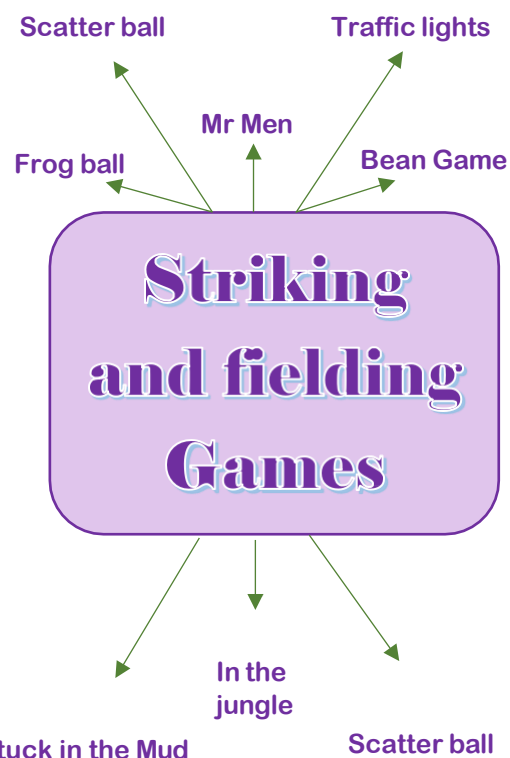 Scatter ball
Traffic lights
Mr Men
Frog ball
Bean Game
Striking
and fielding
Games
In the
jungle
tuck in the Mud
Scatter ball